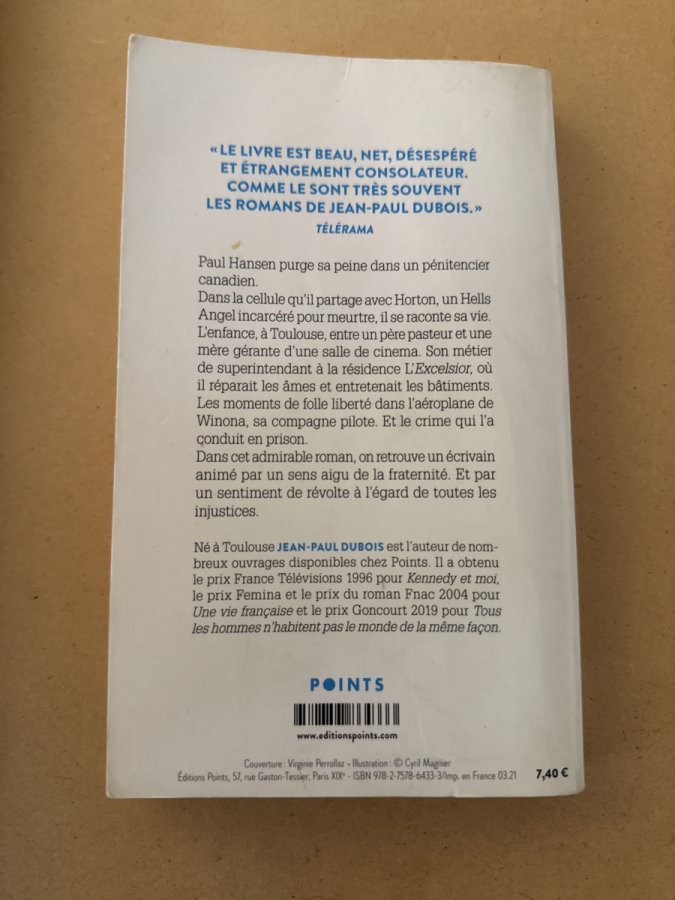 « LE LIVRE EST BEAU, NET, DÉSESPÉRÉ
ET ÉTRANGEMENT CONSOLATEUR.
COMME LE SONT TRÈS SOUVENT
LES ROMANS DE JEAN-PAUL DUBOIS. »
TÉLÉRAMA
Paul Hansen purge sa peine dans un pénitencier
canadien.
Dans la cellule qu'il partage avec Horton, un Hells
Angel incarcéré pour meurtre, il se raconte sa vie.
L'enfance, à Toulouse, entre un père pasteur et une
mère gérante d'une salle de cinema. Son métier
de superintendant à la résidence L'Excelsior, où
il réparait les âmes et entretenait les bâtiments.
Les moments de folle liberté dans l'aéroplane de
Winona, sa compagne pilote. Et le crime qui l'a
conduit en prison.
Dans cet admirable roman, on retrouve un écrivain
animé par un sens aigu de la fraternité. Et par
un sentiment de révolte à l'égard de toutes les
injustices.
Né à Toulouse JEAN-PAUL DUBOIS est l'auteur de nom-
breux ouvrages disponibles chez Points. Il a obtenu
le prix France Télévisions 1996 pour Kennedy et moi,
le prix Femina et le prix du roman Fnac 2004 pour
Une vie française et le prix Goncourt 2019 pour Tous
les hommes n'habitent pas le monde de la même façon.
POINTS
www.editionspoints.com
Couverture : Virginie Perrollaz • Illustration : © Cyril Magnier
Éditions Points, 57, rue Gaston-Tessier, Paris XIXe - ISBN 978-2-7578-6433-3/Imp. en France 03.21 7,40 €